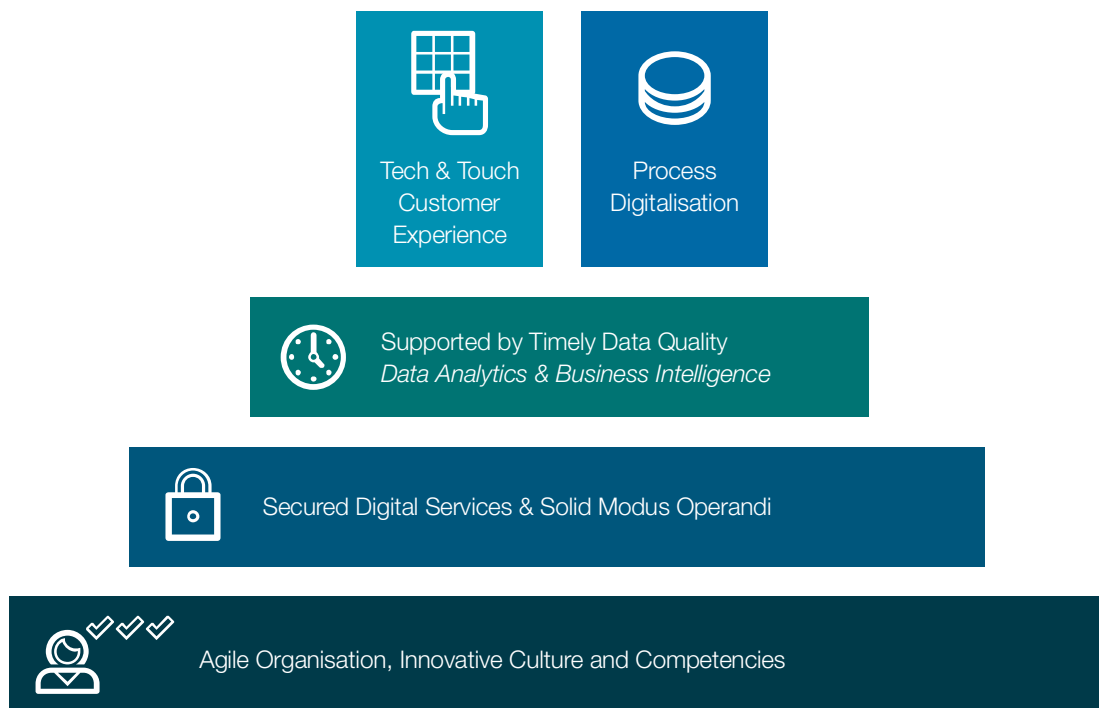 Tech & Touch
Customer
Experience
Process
Digitalisation
Supported by Timely Data Quality
Data Analytics & Business Intelligence
Secured Digital Services & Solid Modus Operandi
Agile Organisation, Innovative Culture and Competencies